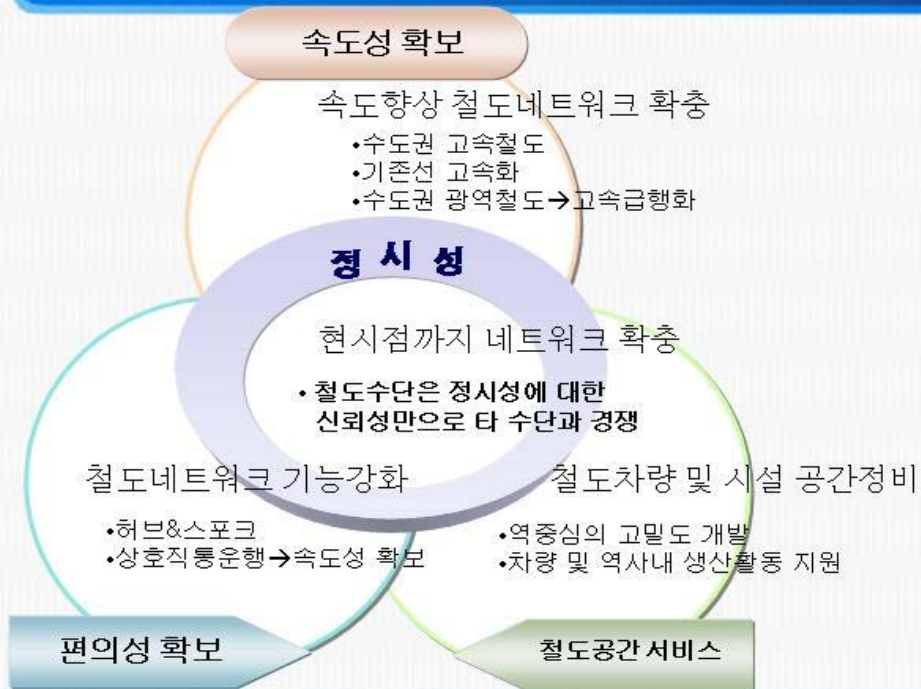 속도성 확보
속도향상 철도네트워크 확충
•수도권 고속철도
•기존선 고속화
•수도권 광역철도→고속급행화
정시성
현시점까지 네트워크 확충
• 철도수단은 정시성에 대한
신뢰성만으로 타 수단과 경쟁
철도네트워크 기능강화
•허브&스포크
•상호직통운행→속도성 확보
철도차량 및 시설 공간정비
•역중심의 고밀도 개발
•차량 및 역사내 생산활동 지원
편의성 확보
철도공간 서비스